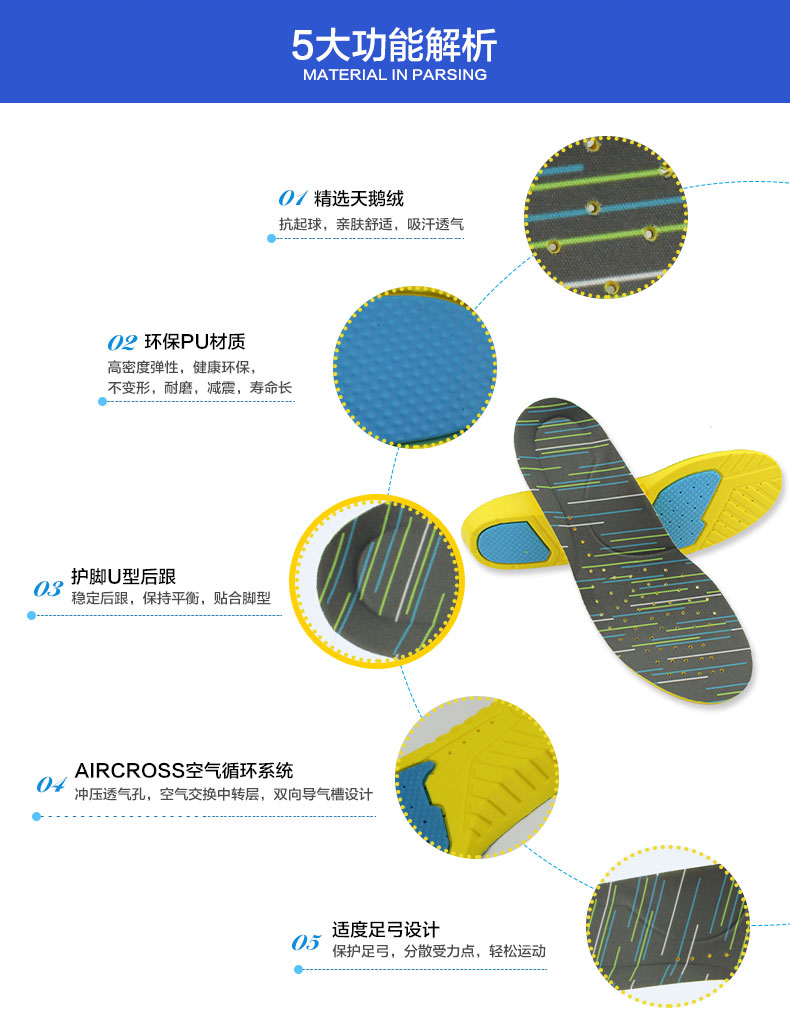 5大功能解析
MATERIAL IN PARSING
01 精选天鹅绒
抗起球，亲肤舒适，吸汗透气
02 环保PU材质
高密度弹性，健康环保，
不变形，耐磨，减震，寿命长
03 护脚U型后跟
稳定后跟，保持平衡，贴合脚型
04 AIRCROSS空气循环系统
冲压透气孔，空气交换中转层，双向导气槽设计
05 适度足弓设计
保护足弓，分散受力点，轻松运动